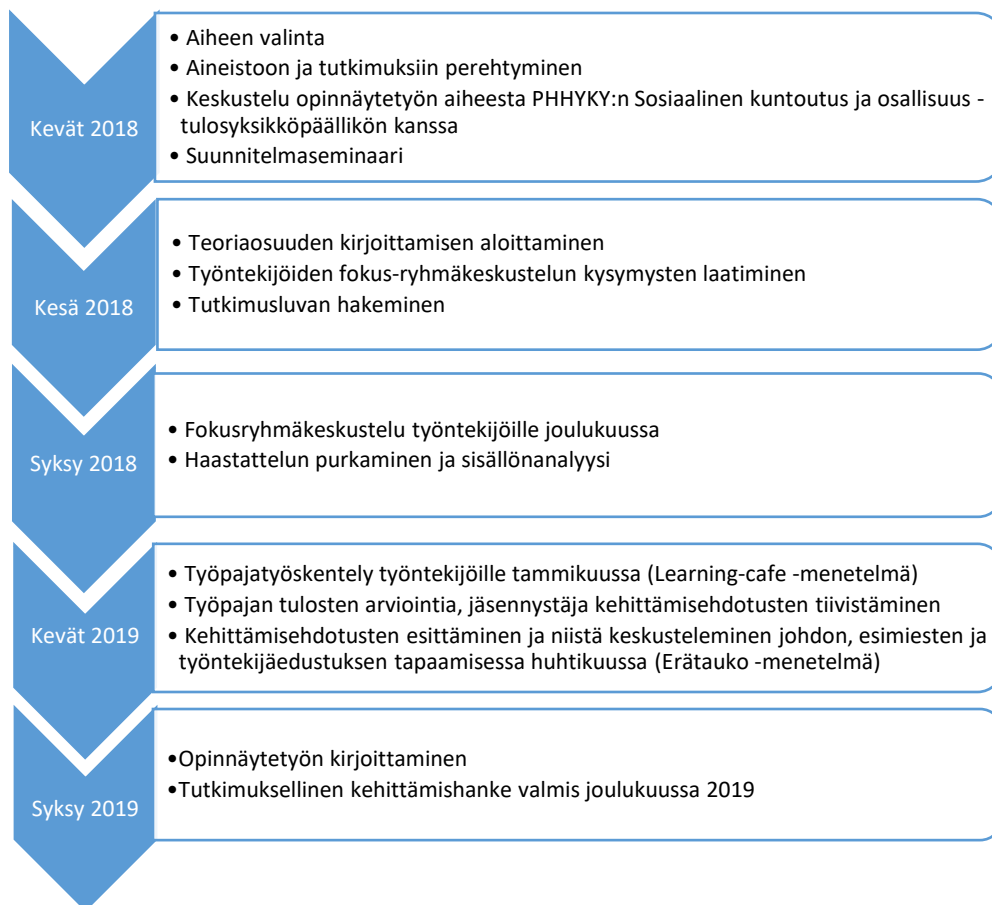 Kevät 2018
• Aiheen valinta
• Aineistoon ja tutkimuksiin perehtyminen
• Keskustelu opinnäytetyön aiheesta PHHYKY:n Sosiaalinen kuntoutus ja osallisuus -
tulosyksikköpäällikön kanssa
• Suunnitelmaseminaari
Kesä 2018
• Teoriaosuuden kirjoittamisen aloittaminen
• Työntekijöiden fokus-ryhmäkeskustelun kysymysten laatiminen
• Tutkimusluvan hakeminen
Syksy 2018
• Fokusryhmäkeskustelu työntekijöille joulukuussa
• Haastattelun purkaminen ja sisällönanalyysi
Kevät 2019
• Työpajatyöskentely työntekijöille tammikuussa (Learning-cafe -menetelmä)
• Työpajan tulosten arviointia, jäsennystäja kehittämisehdotusten tiivistäminen
• Kehittämisehdotusten esittäminen ja niistä keskusteleminen johdon, esimiesten ja
työntekijäedustuksen tapaamisessa huhtikuussa (Erätauko -menetelmä)
Syksy 2019
•Opinnäytetyön kirjoittaminen
•Tutkimuksellinen kehittämishanke valmis joulukuussa 2019